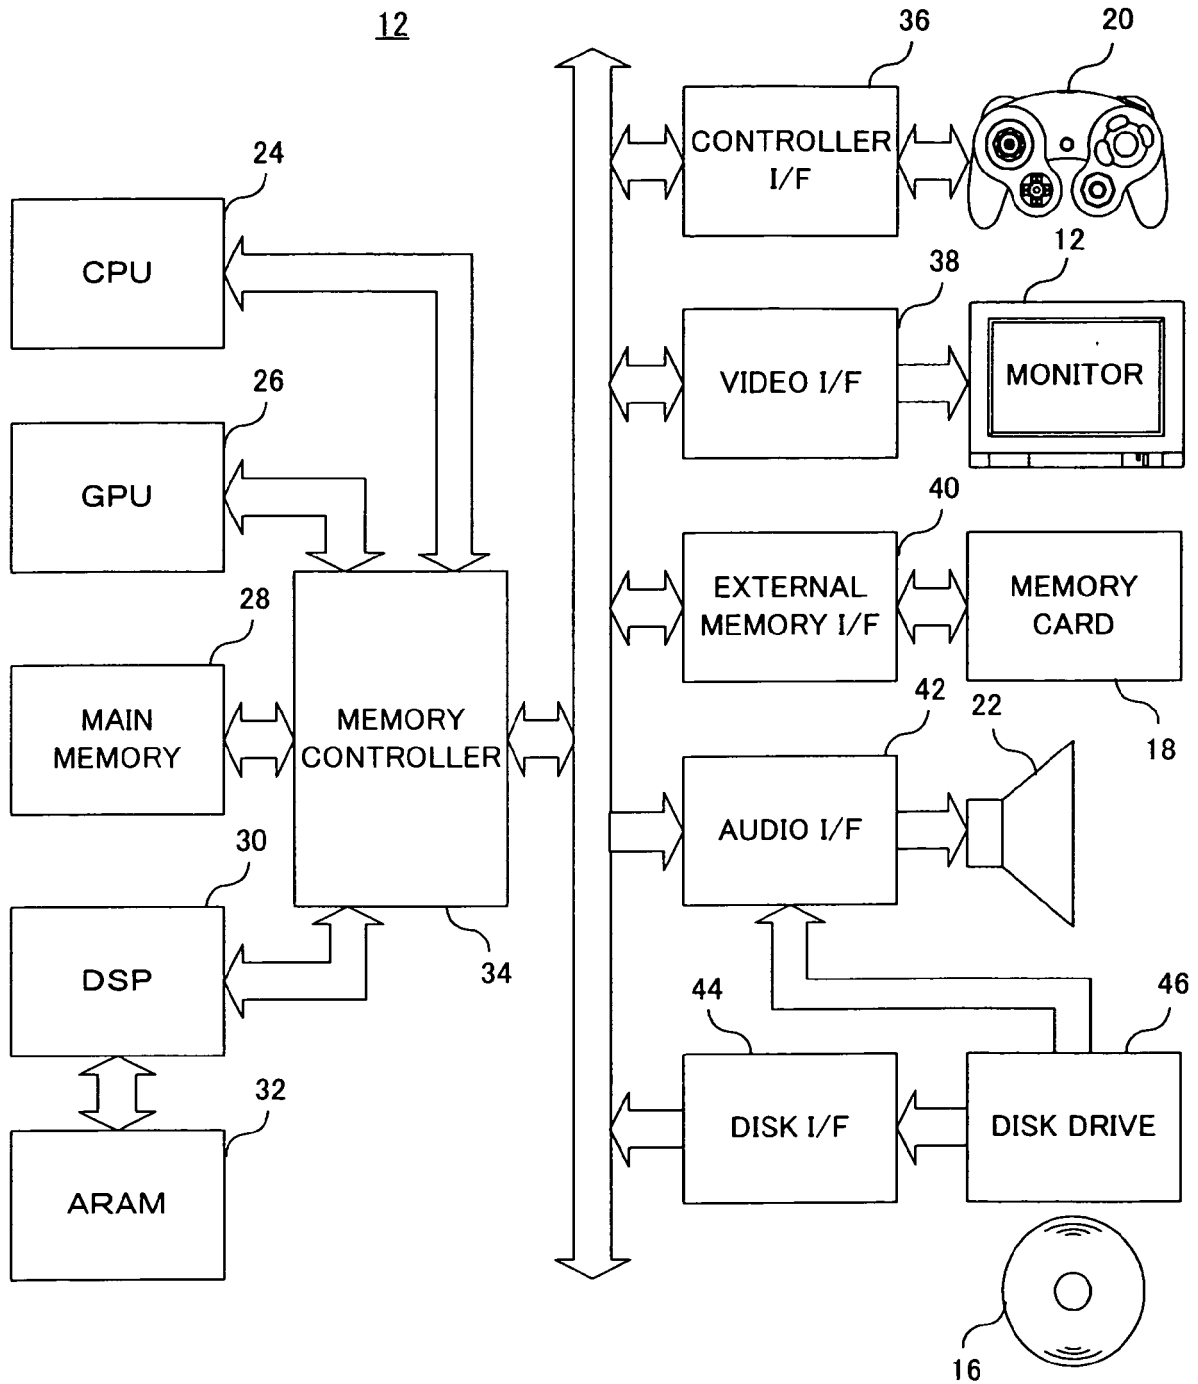 12
36
20
CONTROLLER
I/F
24
CPU
38
12
VIDEO I/F
MONITOR
26
GPU
40
EXTERNAL
MEMORY I/F
MEMORY
CARD
18
28
MAIN
MEMORY
MEMORY
CONTROLLER
34
42
22
AUDIO I/F
30
DSP
44
46
DISK I/F
DISK DRIVE
32
ARAM
16